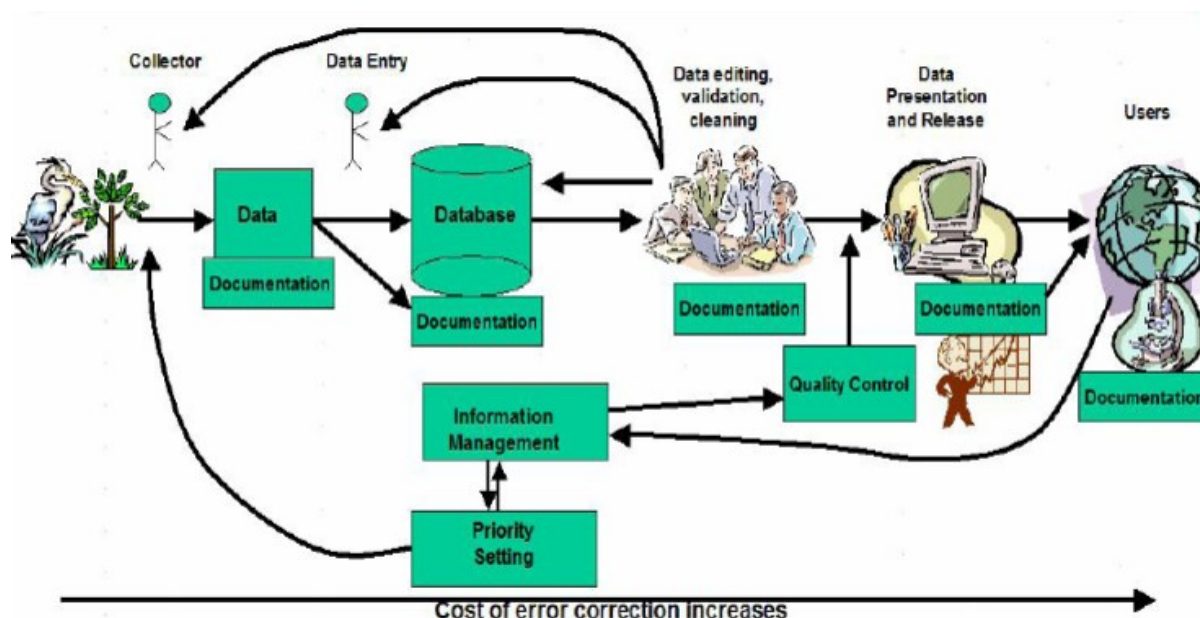 Collector
Data Entry
Data editing,
validation,
cleaning
Data
Presentation
and Release
Users
Data
Database
Documentation
Documentation
Documentation
Documentation
Quality Control
Documentation
Information
Management
Priority
Setting
Cost of error correction increases